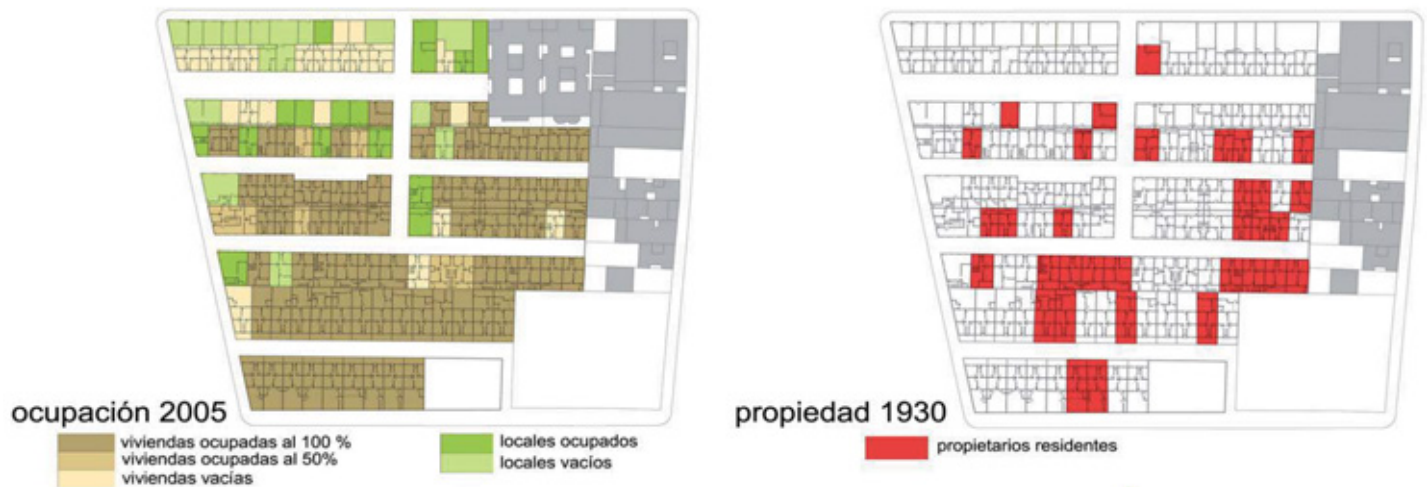 ocupación 2005
viviendas ocupadas al 100 %
viviendas ocupadas al 50%
viviendas vacías
locales ocupados
locales vacíos
propiedad 1930
propietarios residentes